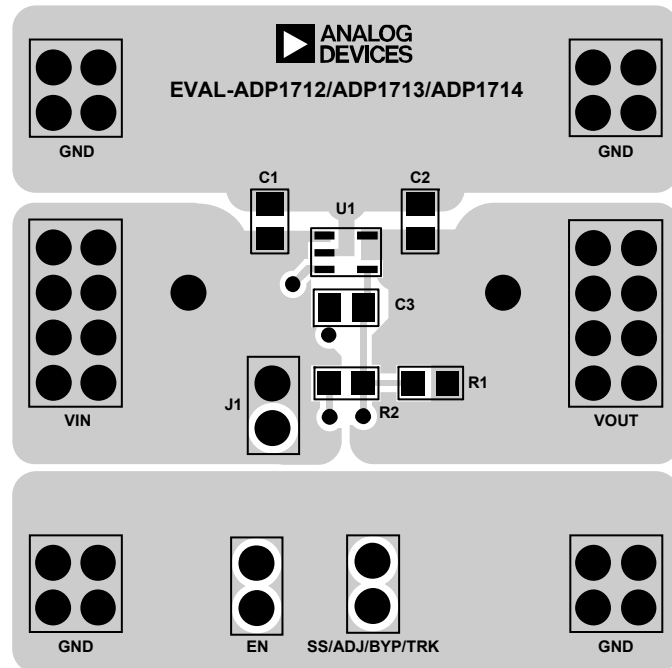 ANALOG
DEVICES
EVAL-ADP1712/ADP1713/ADP1714
GND
GND
C1
C2
U1
C3
J1
R1
R2
VIN
VOUT
GND
EN
SS/ADJ/BYP/TRK
GND